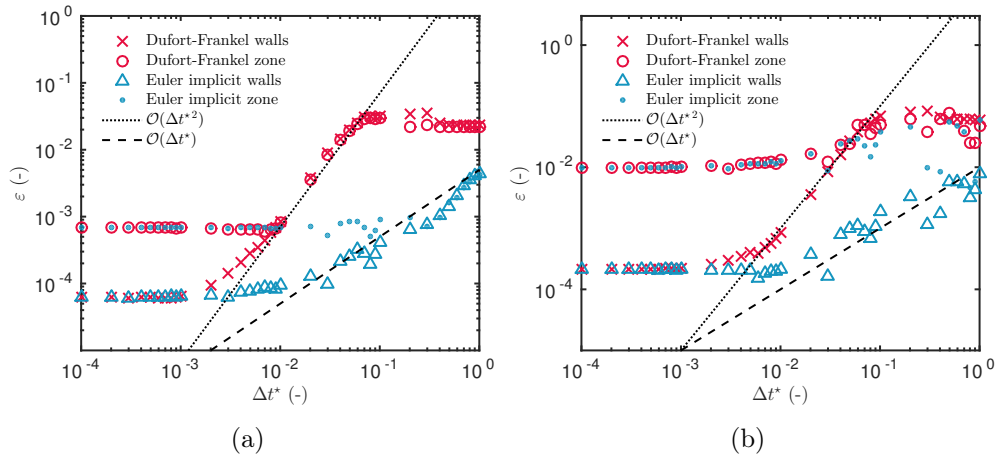 10^0
10^-1
10^-2
10^-3
10^-4
ε (-)
Dufort-Frankel walls
Dufort-Frankel zone
Euler implicit walls
Euler implicit zone
O(Δt⋆2)
O(Δt⋆)
10^-4 10^-3 10^-2 10^-1 10^0
Δt⋆ (-)
(a)
10^0
10^-2
10^-4
ε (-)
Dufort-Frankel walls
Dufort-Frankel zone
Euler implicit walls
Euler implicit zone
O(Δt⋆2)
O(Δt⋆)
10^-4 10^-3 10^-2 10^-1 10^0
Δt⋆ (-)
(b)